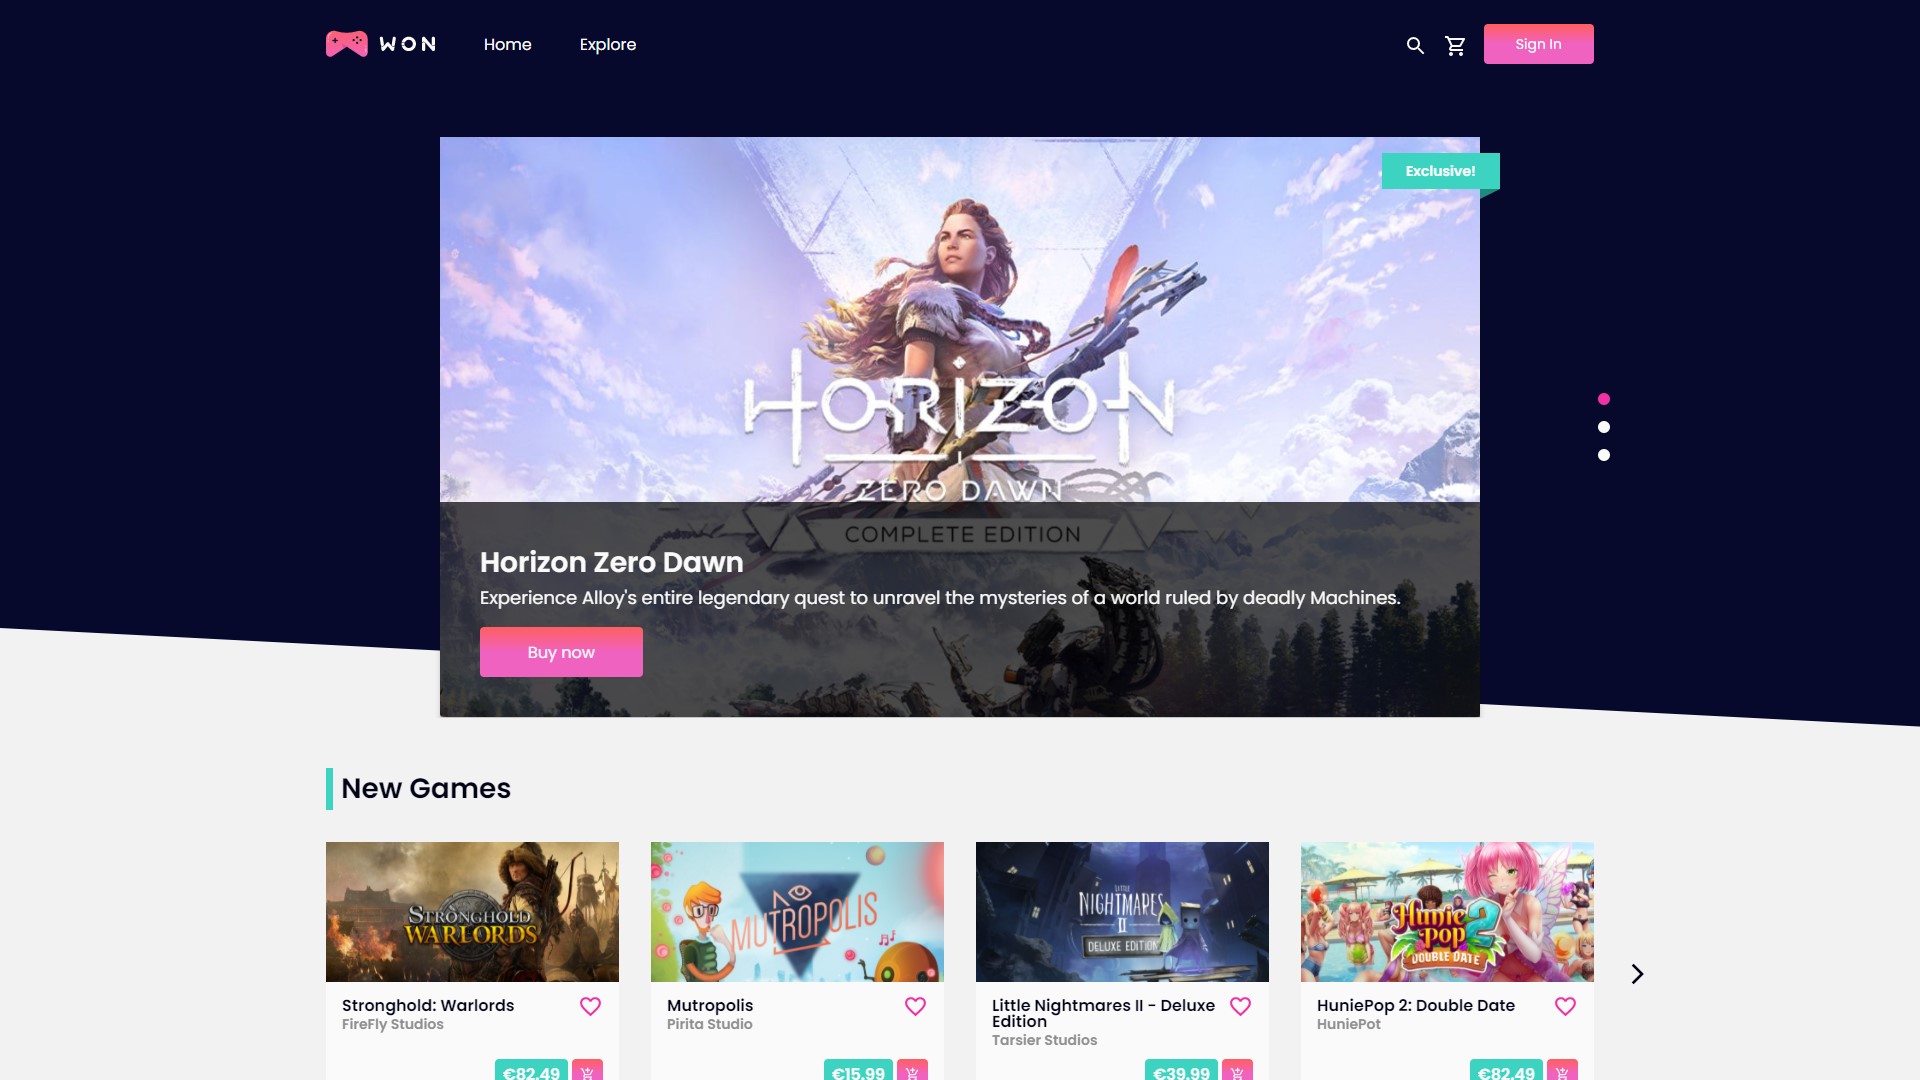 WON
Home
Explore
Sign In
Exclusive!
HORIZON
ZERO DAWN
COMPLETE EDITION
Horizon Zero Dawn
Experience Alloy's entire legendary quest to unravel the mysteries of a world ruled by deadly Machines.
Buy now
New Games
STRONGHOLD
WARLORDS
MUTROPOLIS
LITTLE
NIGHTMARES
II
DELUXE EDITION
HuniePop 2
DOUBLE DATE
Stronghold: Warlords
FireFly Studios
Mutropolis
Pirita Studio
Little Nightmares II - Deluxe
Edition
Tarsier Studios
HuniePop 2: Double Date
HuniePot
€82.49
€15.99
€39.99
€82.49